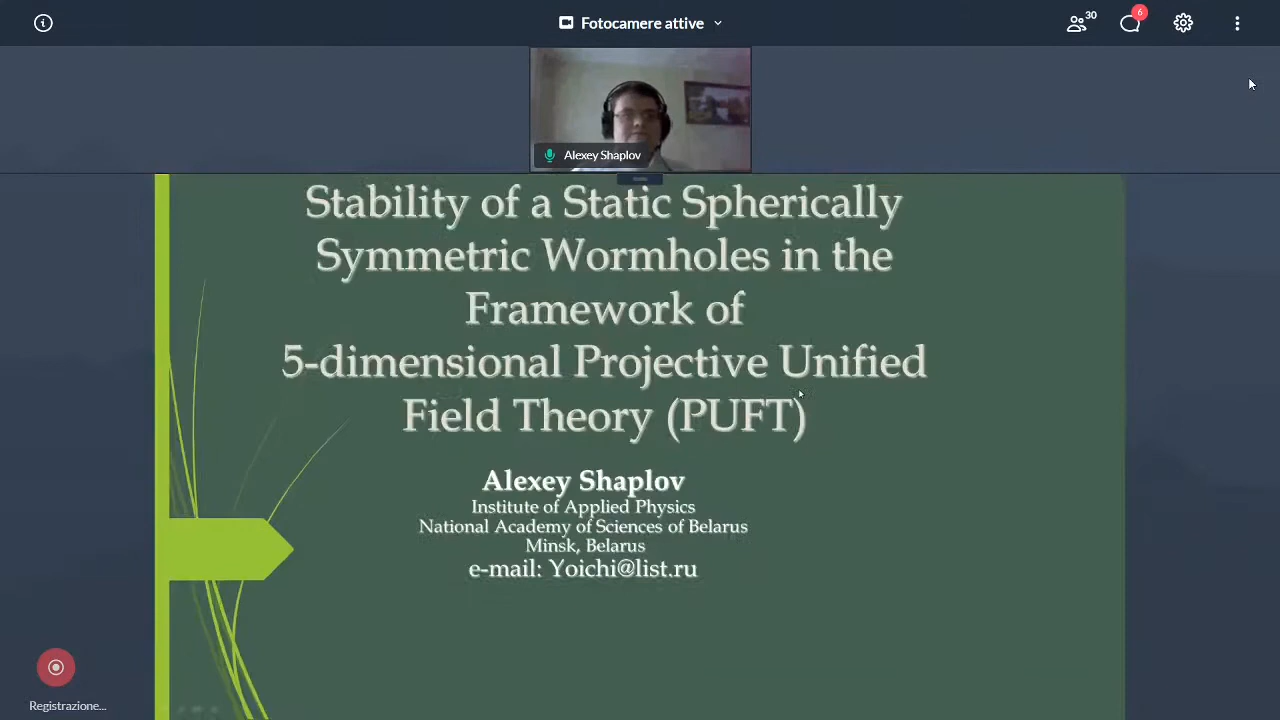 Fotocamere attive
30
6
Alexey Shaplov
Stability of a Static Spherically
Symmetric Wormholes in the
Framework of
5-dimensional Projective Unified
Field Theory (PUFT)
Alexey Shaplov
Institute of Applied Physics
National Academy of Sciences of Belarus
Minsk, Belarus
e-mail: Yoichi@list.ru
Registrazione...